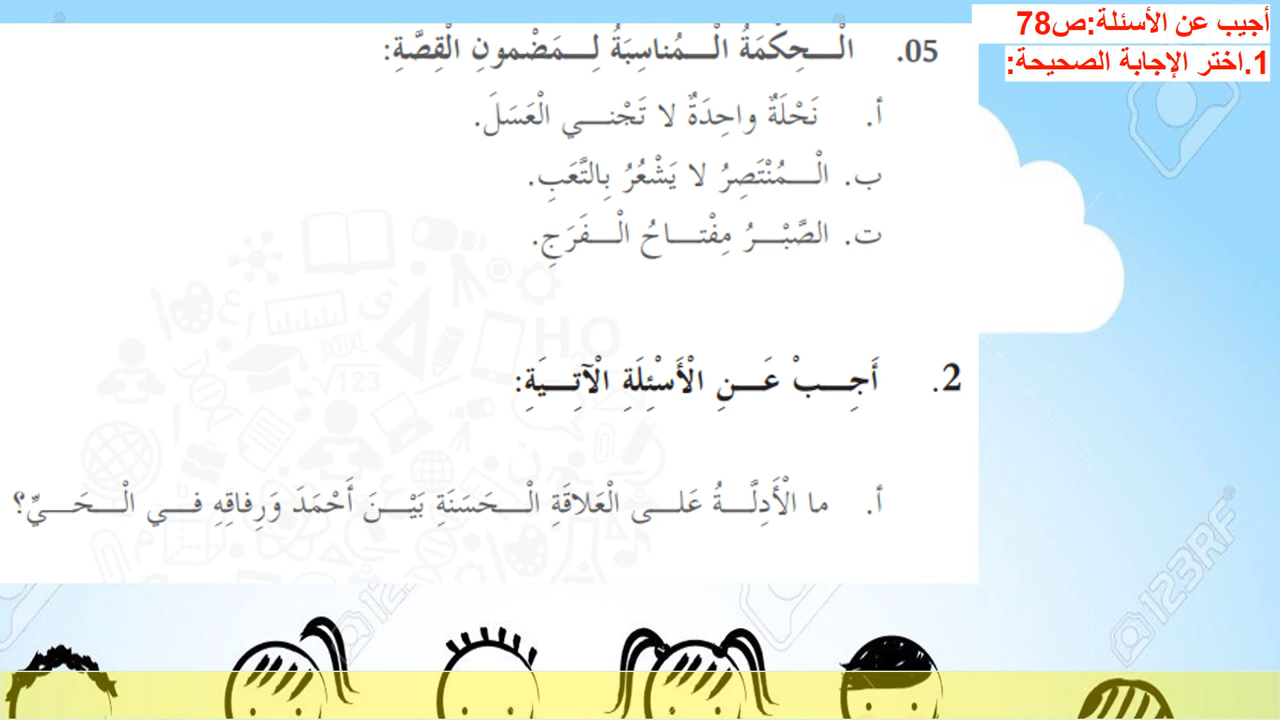 أجيب عن الأسئلة:ص78
1.اختر الإجابة الصحيحة:
05. الْـحِكْمَةُ الْـمُناسِبَةُ لِـمَضْمونِ الْقِصَّةِ:
أ. نَحْلَةٌ واحِدَةٌ لا تَجْنـي الْعَسَلَ.
ب. الْـمُنْتَصِرُ لا يَشْعُرُ بِالتَّعَبِ.
ت. الصَّبْـرُ مِفْتـاحُ الْـفَرَجِ.
2. أَجِـبْ عَـنِ الْأَسْئِلَةِ الْآتِـيَةِ:
أ. ما الْأَدِلَّـةُ عَلـى الْعَلاقَةِ الْـحَسَنَةِ بَيْـنَ أَحْمَدَ وَرِفاقِهِ فـي الْـحَـيِّ؟
123RF
123RF